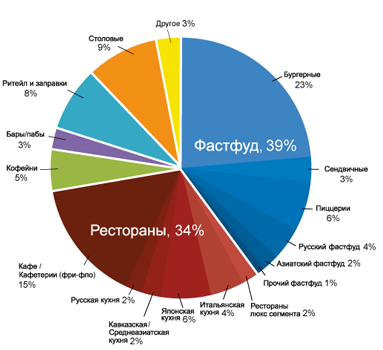 Другое 3%
Столовые
9%
Бургерные
23%
Ритейл и заправки
8%
Фастфуд, 39%
Бары/пабы
3%
Сендвичные
3%
Кофейни
5%
Пиццерии
6%
Рестораны, 34%
Русский фастфуд 4%
Азиатский фастфуд 2%
Кафе /
Кафетерии (фри-фло)
15%
Прочий фастфуд 1%
Русская кухня 2%
Рестораны
люкс сегмента 2%
Итальянская
кухня 4%
Японская
кухня
6%
Кавказская /
Среднеазиатская
кухня 2%